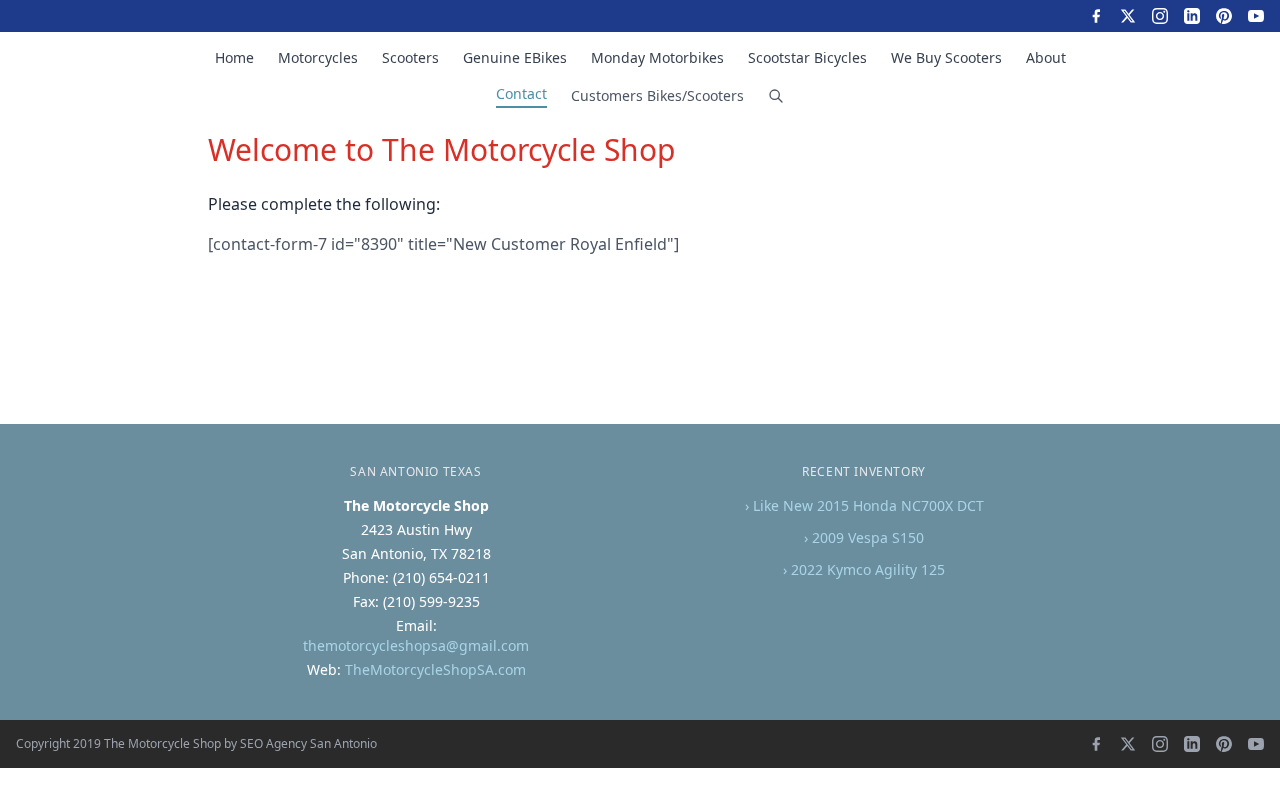 Home Motorcycles Scooters Genuine EBikes Monday Motorbikes Scootstar Bicycles We Buy Scooters About
Contact Customers Bikes/Scooters
Welcome to The Motorcycle Shop
Please complete the following:
[contact-form-7 id="8390" title="New Customer Royal Enfield"]
SAN ANTONIO TEXAS
The Motorcycle Shop
2423 Austin Hwy
San Antonio, TX 78218
Phone: (210) 654-0211
Fax: (210) 599-9235
Email:
themotorcycleshopsa@gmail.com
Web: TheMotorcycleShopSA.com
RECENT INVENTORY
› Like New 2015 Honda NC700X DCT
› 2009 Vespa S150
› 2022 Kymco Agility 125
Copyright 2019 The Motorcycle Shop by SEO Agency San Antonio